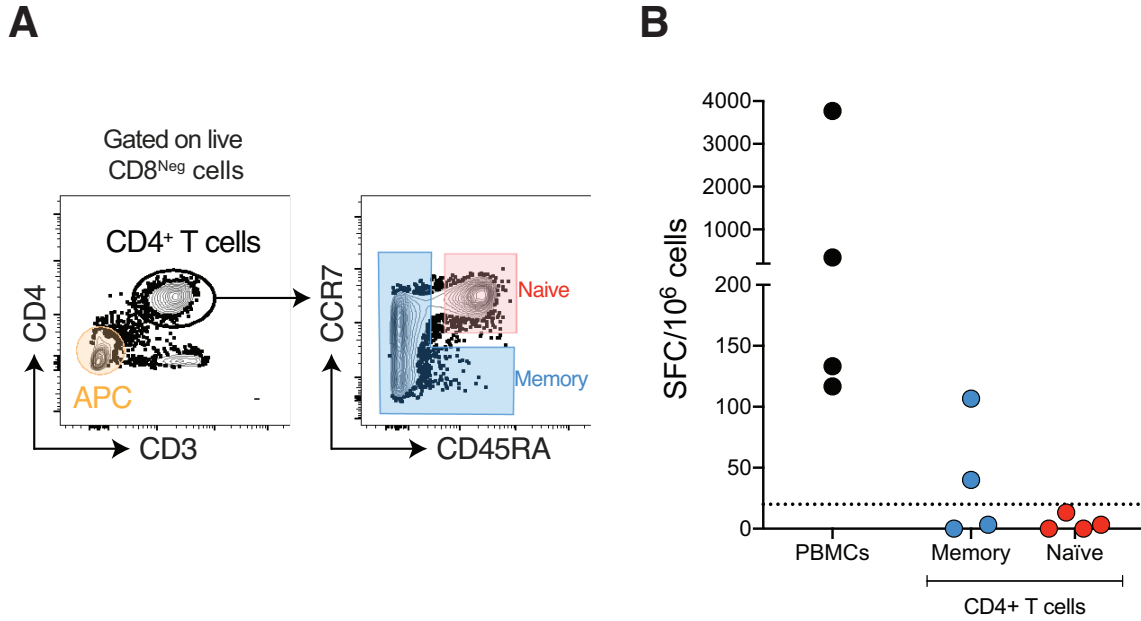 A
Gated on live
CD8Neg cells
CD4+ T cells
CD4
APC
CD3
CCR7
Naive
Memory
CD45RA
B
SFC/10⁶ cells
4000
3000
2000
1000
200
150
100
50
0
PBMCs
Memory
Naïve
CD4+ T cells